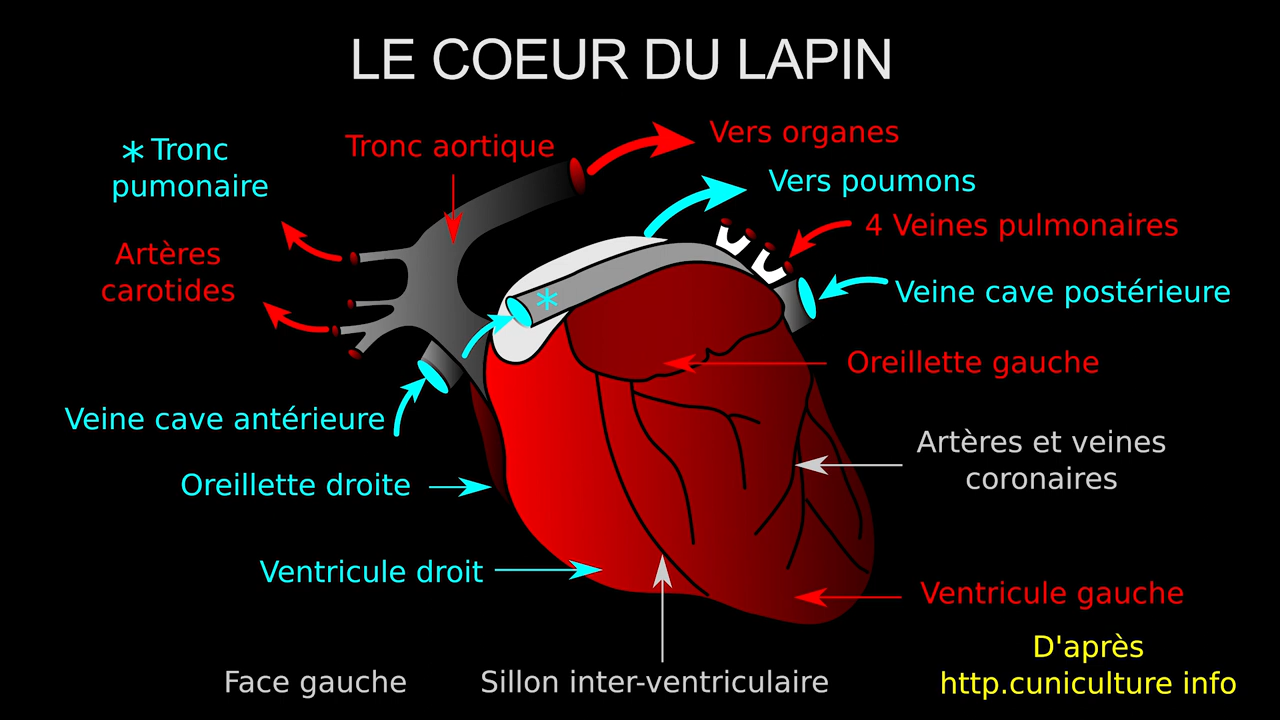 LE COEUR DU LAPIN
* Tronc
pumonaire
Tronc aortique
Vers organes
Vers poumons
4 Veines pulmonaires
Artères
carotides
*
Veine cave postérieure
Oreillette gauche
Veine cave antérieure
Artères et veines
coronaires
Oreillette droite
Ventricule droit
Ventricule gauche
Face gauche
Sillon inter-ventriculaire
D'après
http.cuniculture info